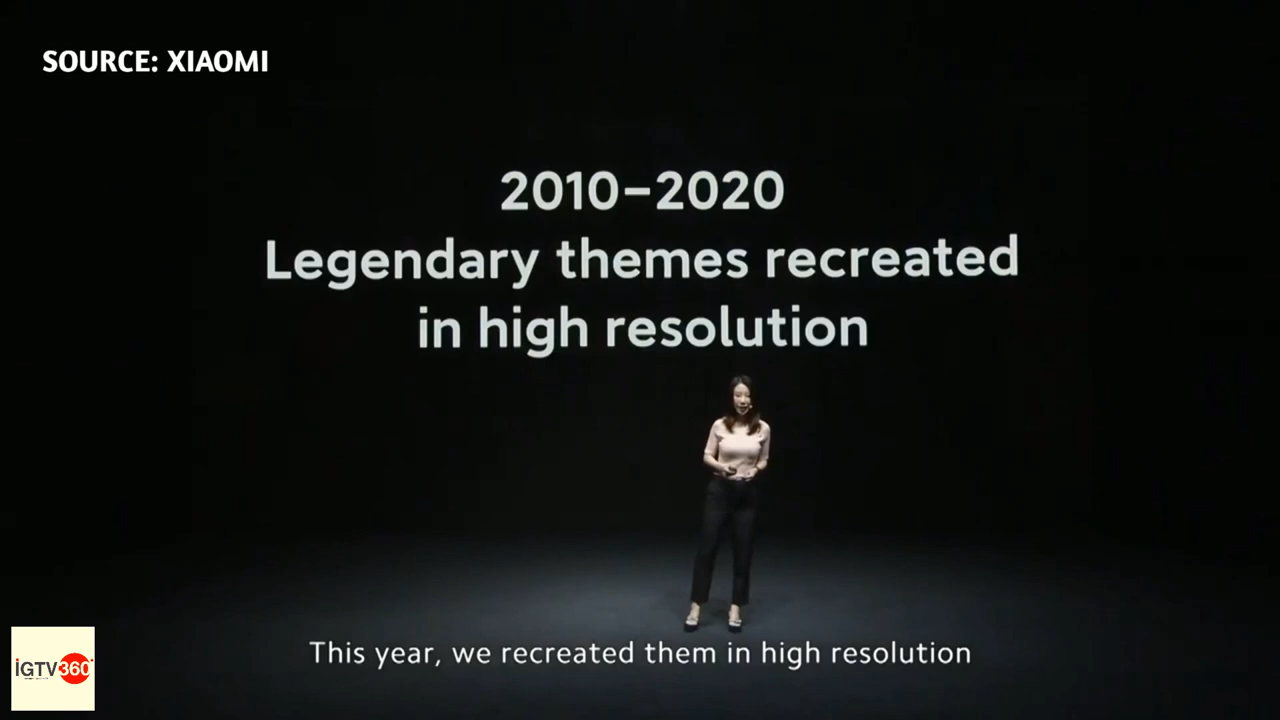 SOURCE: XIAOMI
2010–2020
Legendary themes recreated
in high resolution
This year, we recreated them in high resolution
iGTV360°